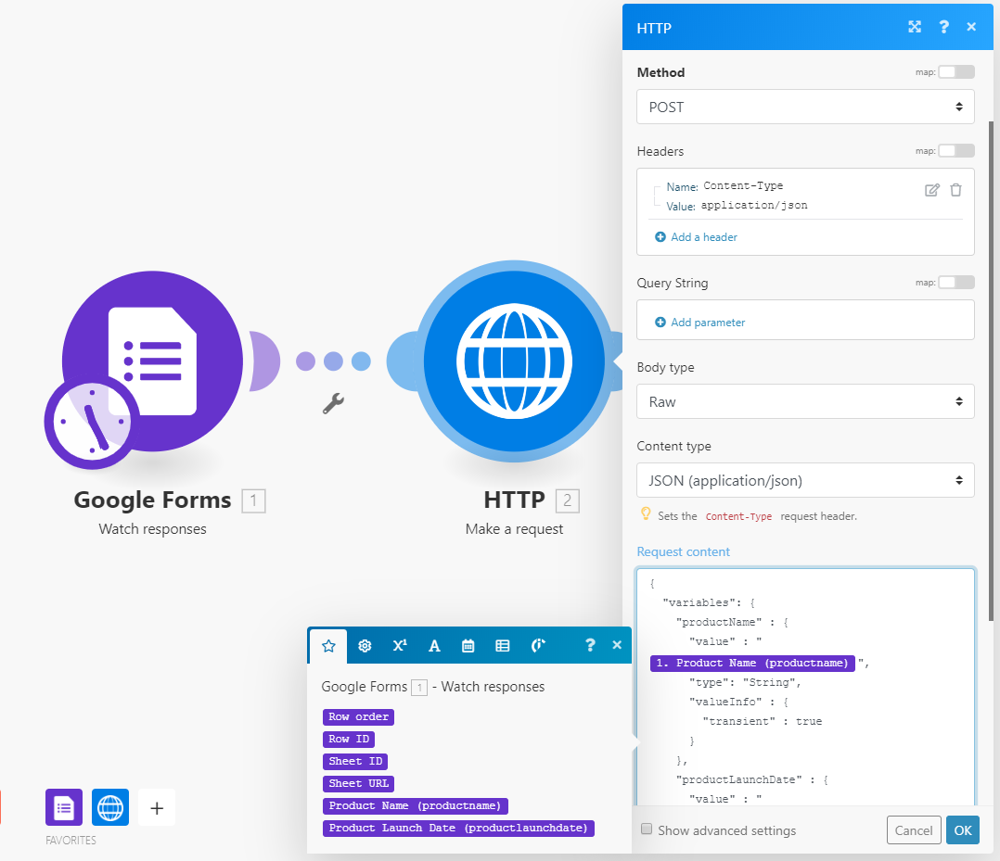 HTTP ?
Method map:
POST
Headers map:
Name: Content-Type
Value: application/json
Add a header
Query String map:
Add parameter
Body type
Raw
Content type
JSON (application/json)
Sets the Content-Type request header.
Request content
{
"variables": {
"productName" : {
"value" : "
1. Product Name (productname) ",
"type": "String",
"valueInfo" : {
"transient" : true
}
},
"productLaunchDate" : {
"value" : "
Show advanced settings Cancel OK
Google Forms 1
Watch responses
HTTP 2
Make a request
X¹ A ?
Google Forms 1 - Watch responses
Row order
Row ID
Sheet ID
Sheet URL
Product Name (productname)
Product Launch Date (productlaunchdate)
FAVORITES